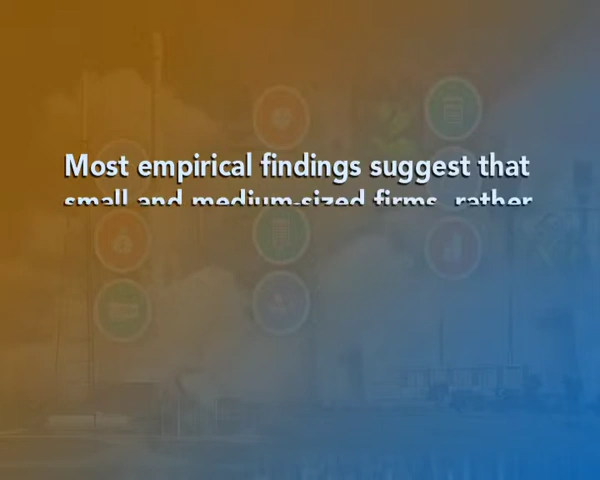 Most empirical findings suggest that
small and medium-sized firms, rather